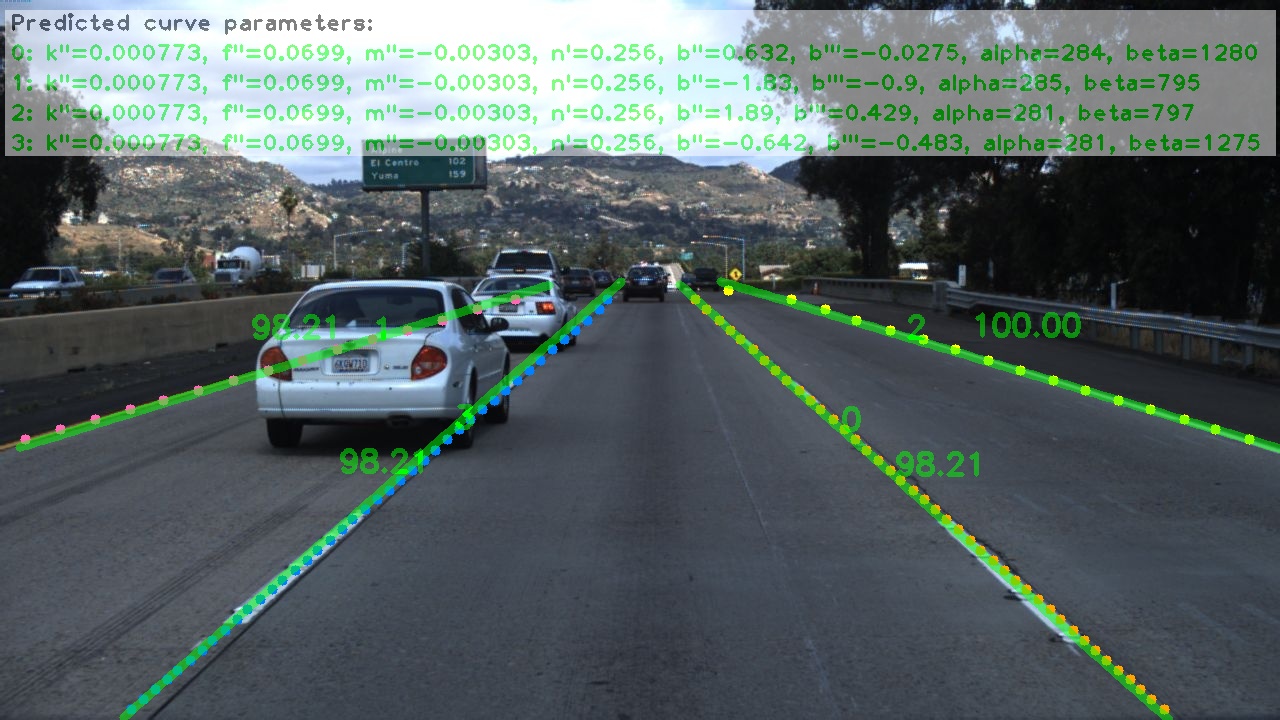 Predicted curve parameters:
0: k''=0.000773, f''=0.0699, m''=-0.00303, n'=0.256, b''=0.632, b'''=-0.0275, alpha=284, beta=1280
1: k''=0.000773, f''=0.0699, m''=-0.00303, n'=0.256, b''=-1.83, b'''=-0.9, alpha=285, beta=795
2: k''=0.000773, f''=0.0699, m''=-0.00303, n'=0.256, b''=1.89, b'''=0.429, alpha=281, beta=797
3: k''=0.000773, f''=0.0699, m''=-0.00303, n'=0.256, b''=-0.642, b'''=-0.483, alpha=281, beta=1275
El Centro 102
Yuma 159
98.21 1
2 100.00
0
98.21
98.21